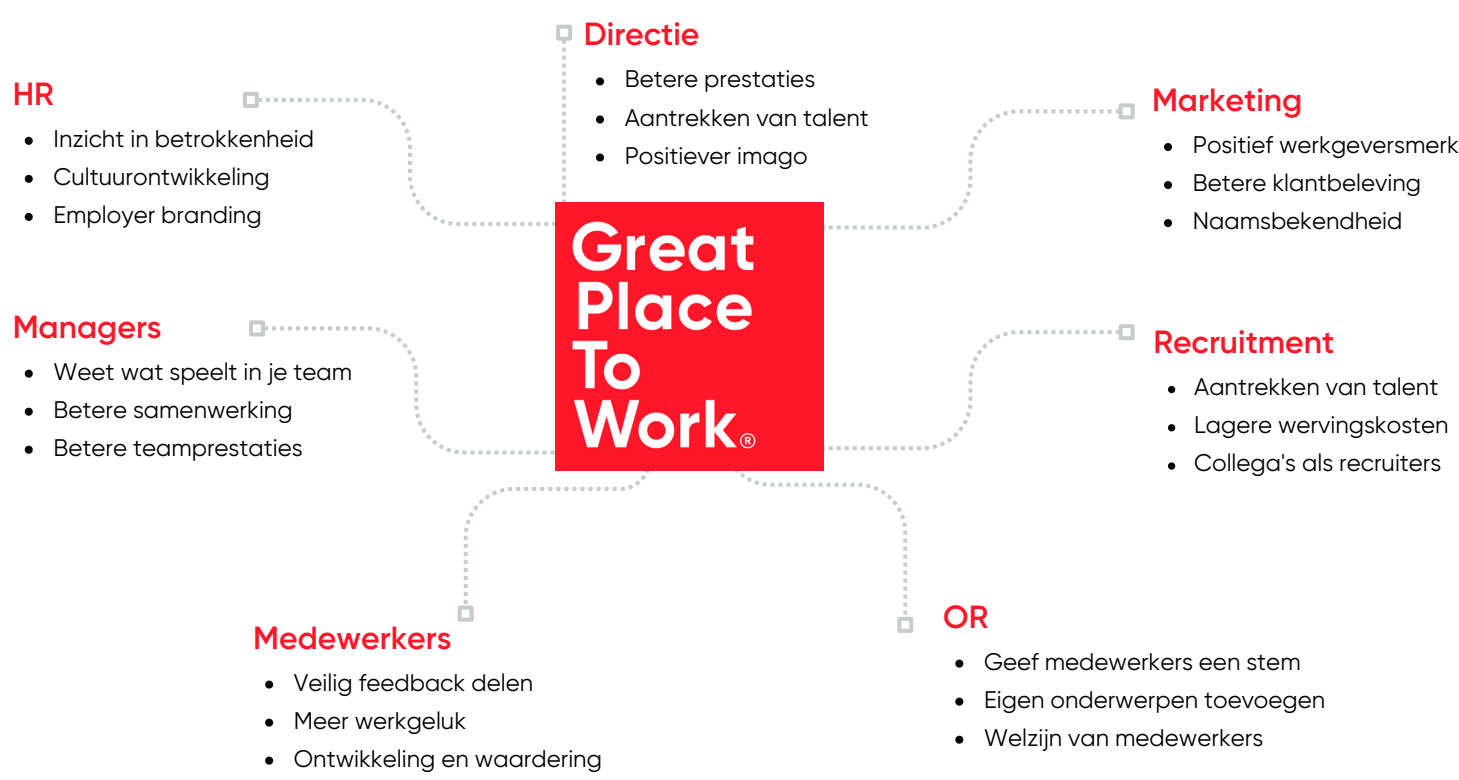 Directie
• Betere prestaties
• Aantrekken van talent
• Positiever imago
HR
• Inzicht in betrokkenheid
• Cultuurontwikkeling
• Employer branding
Marketing
• Positief werkgeversmerk
• Betere klantbeleving
• Naamsbekendheid
Great
Place
To
Work®
Managers
• Weet wat speelt in je team
• Betere samenwerking
• Betere teamprestaties
Recruitment
• Aantrekken van talent
• Lagere wervingskosten
• Collega's als recruiters
Medewerkers
• Veilig feedback delen
• Meer werkgeluk
• Ontwikkeling en waardering
OR
• Geef medewerkers een stem
• Eigen onderwerpen toevoegen
• Welzijn van medewerkers